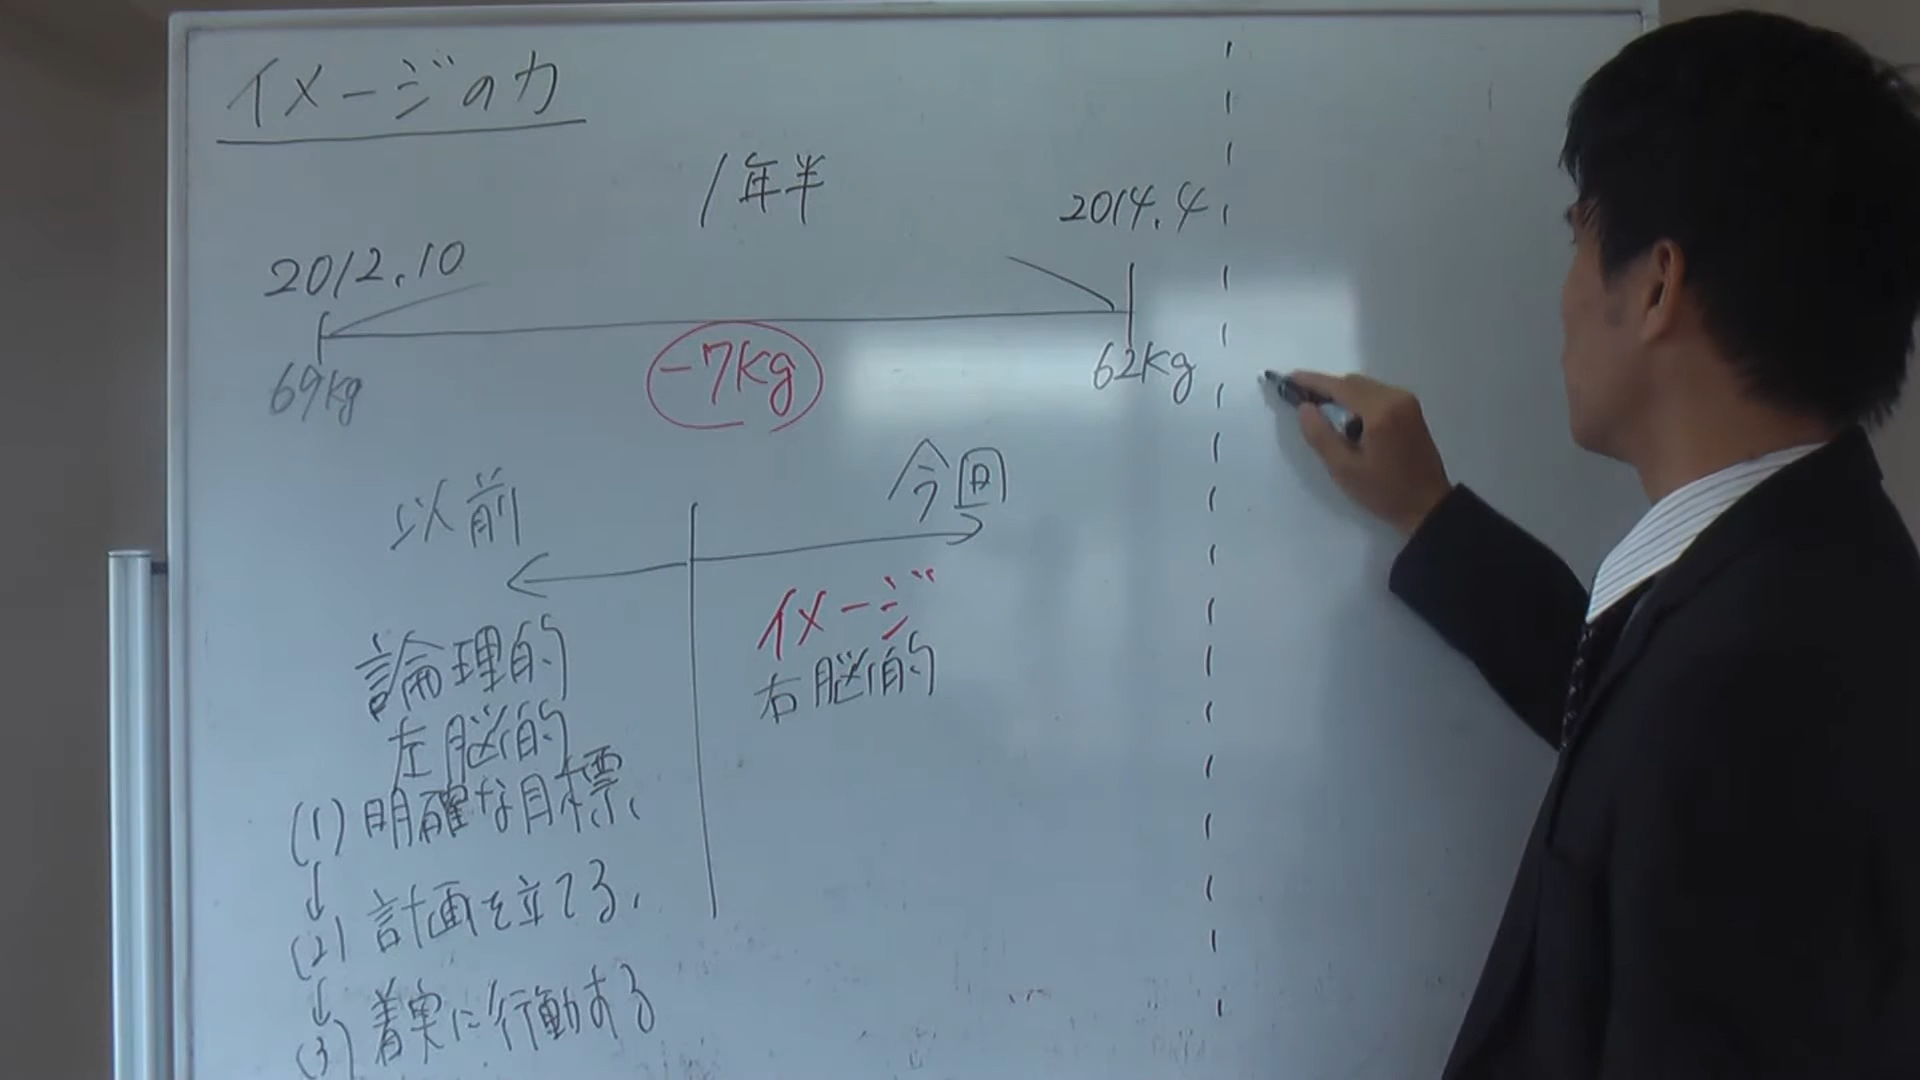 イメージの力
1年半
2012.10
2014.4
69kg
-7kg
62kg
以前
今回
論理的
左脳的
イメージ
右脳的
(1) 明確な目標、
↓
(2) 計画を立てる、
↓
(3) 着実に行動する